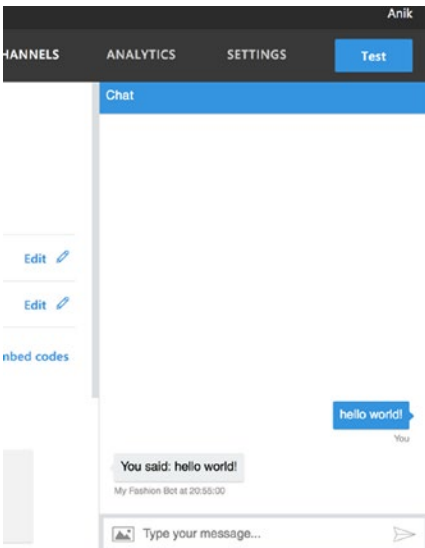 Anik
HANNELS ANALYTICS SETTINGS Test
Chat
Edit
Edit
mbed codes
hello world!
You
You said: hello world!
My Fashion Bot at 20:55:00
Type your message...